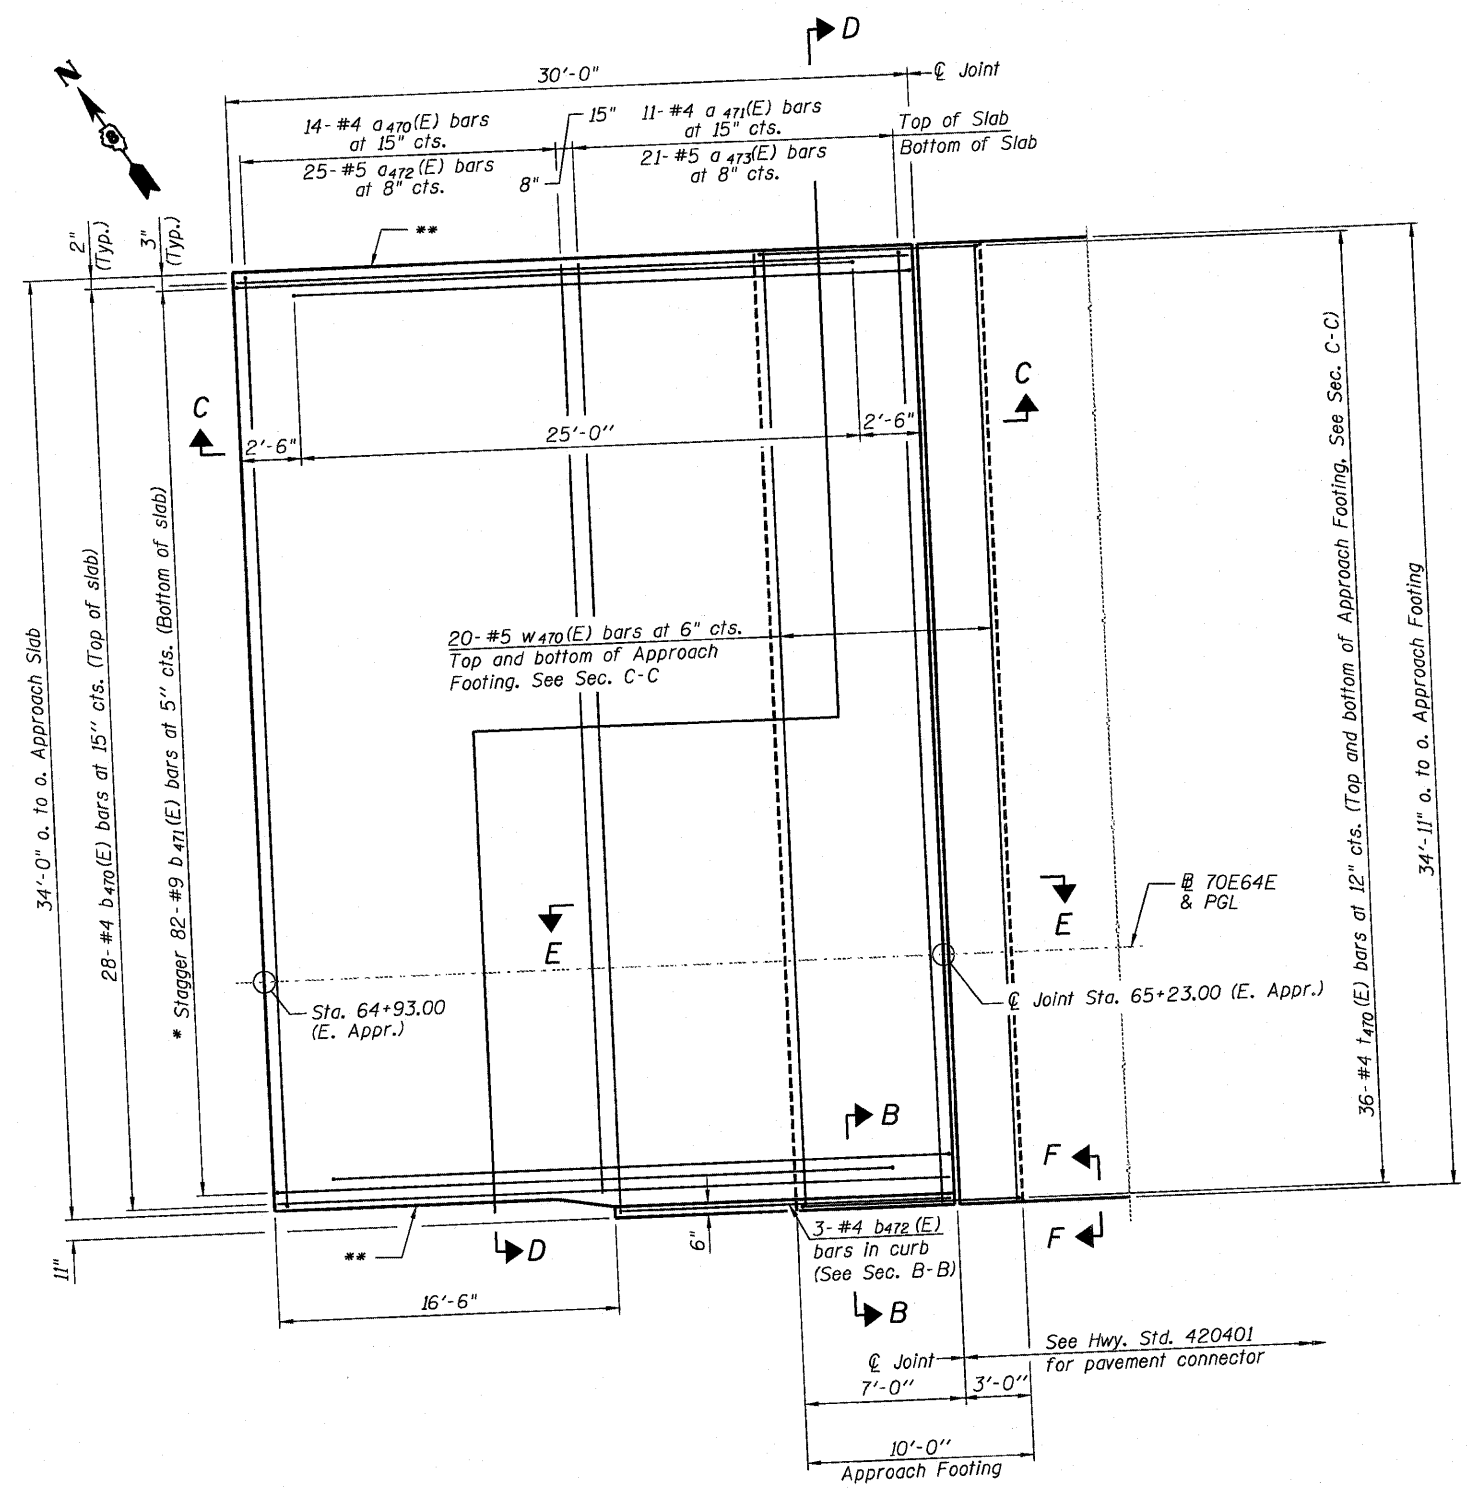 D
N
8
30'-0"
℄ Joint
14-#4 a470(E) bars
at 15" cts.
15"
11-#4 a471(E) bars
at 15" cts.
Top of Slab
Bottom of Slab
25-#5 a472(E) bars
at 8" cts.
8"
21-#5 a473(E) bars
at 8" cts.
2"
(Typ.)
3"
(Typ.)
**
C
C
2'-6"
25'-0"
2'-6"
34'-0" o. to o. Approach Slab
28-#4 b470(E) bars at 15" cts. (Top of slab)
* Stagger 82-#9 b471(E) bars at 5" cts. (Bottom of slab)
20-#5 w470(E) bars at 6" cts.
Top and bottom of Approach
Footing. See Sec. C-C
36-#4 t470(E) bars at 12" cts. (Top and bottom of Approach Footing, See Sec. C-C)
34'-11" o. to o. Approach Footing
E
E
℔ 70E64E
& PGL
Sta. 64+93.00
(E. Appr.)
℄ Joint Sta. 65+23.00 (E. Appr.)
B
F
F
11"
**
D
6"
3-#4 b472(E)
bars in curb
(See Sec. B-B)
B
16'-6"
℄ Joint
See Hwy. Std. 420401
for pavement connector
7'-0"
3'-0"
10'-0"
Approach Footing